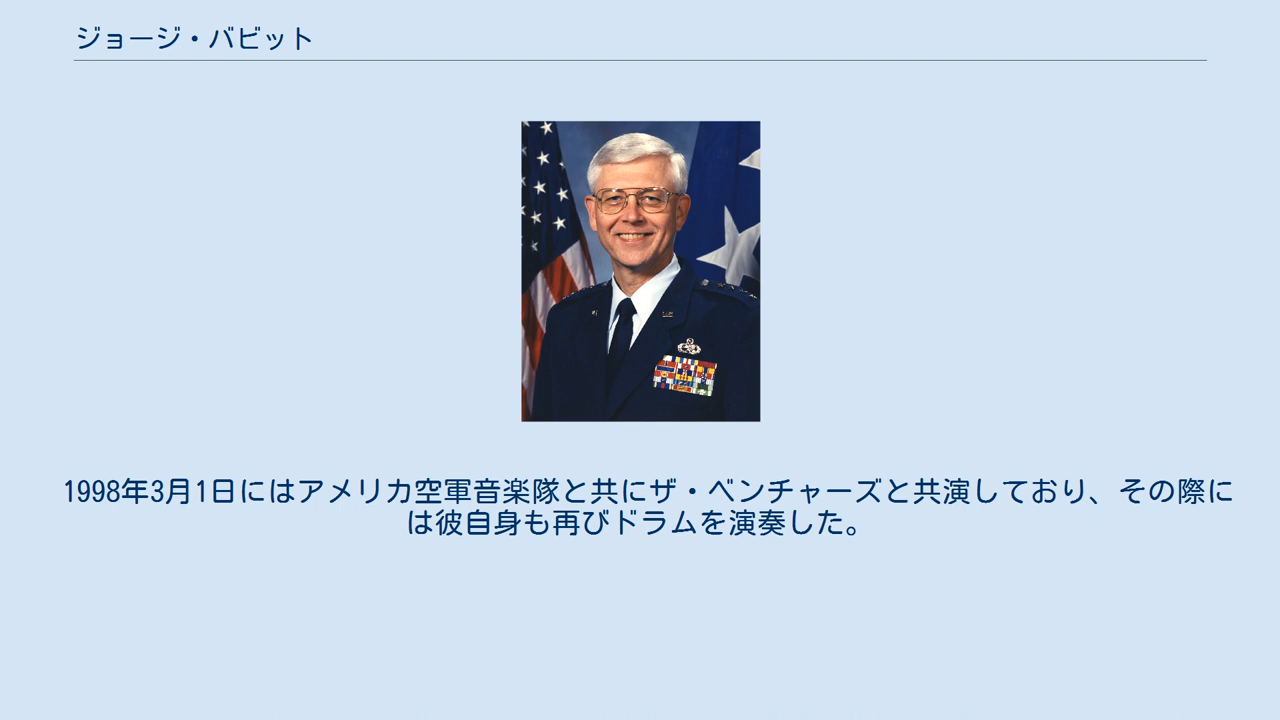 ジョージ・バビット
1998年3月1日にはアメリカ空軍音楽隊と共にザ・ベンチャーズと共演しており、その際に
は彼自身も再びドラムを演奏した。